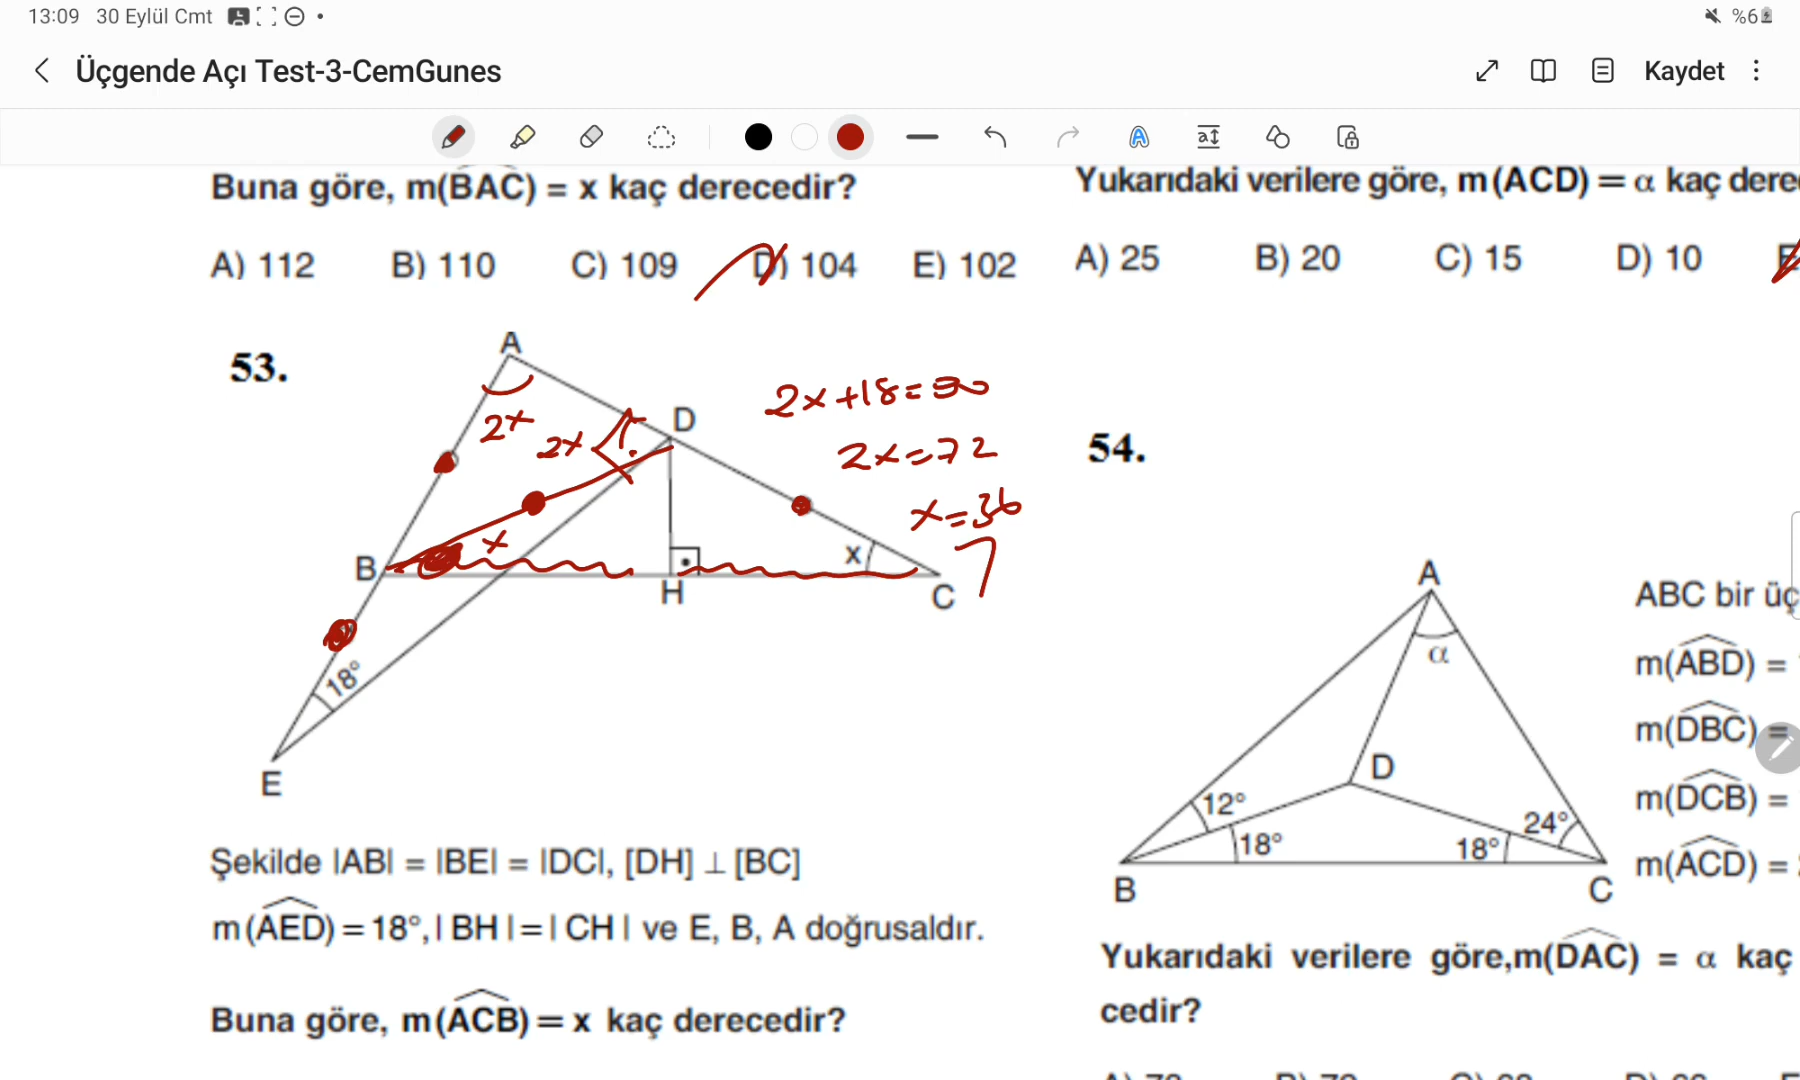 13:09 30 Eylül Cmt
%6
Üçgende Açı Test-3-CemGunes
Kaydet
Buna göre, m(BAC) = x kaç derecedir?
A) 112 B) 110 C) 109 D) 104 E) 102
Yukarıdaki verilere göre, m(ACD) = α kaç dere
A) 25 B) 20 C) 15 D) 10
53.
A
D
2x
2x
x
B
H
x
C
18°
E
2x+18=90
2x=72
x=36
Şekilde |AB| = |BE| = |DC|, [DH] ⊥ [BC]
m(AED) = 18°, | BH | = | CH | ve E, B, A doğrusaldır.
Buna göre, m(ACB) = x kaç derecedir?
54.
A
α
D
12°
18°
18°
24°
B
C
ABC bir üç
m(ABD) =
m(DBC) =
m(DCB) =
m(ACD) =
Yukarıdaki verilere göre,m(DAC) = α kaç
cedir?